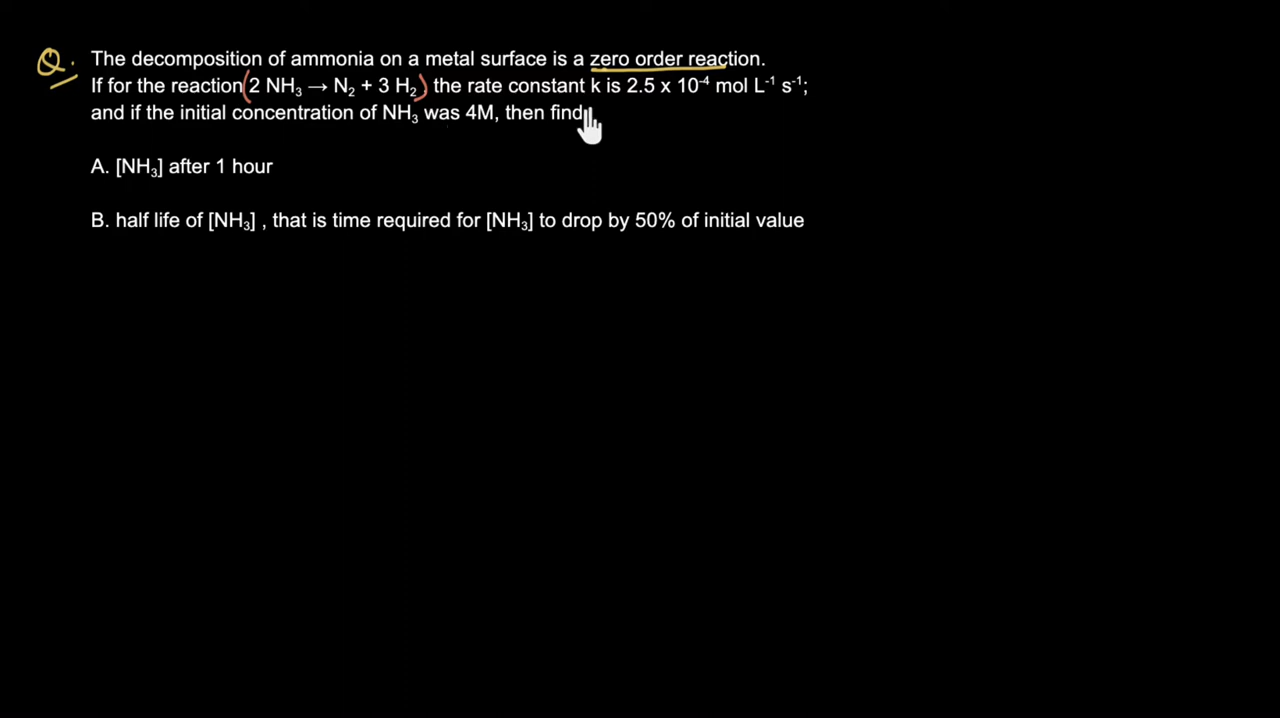 Q. The decomposition of ammonia on a metal surface is a zero order reaction.
If for the reaction (2 NH₃ → N₂ + 3 H₂) the rate constant k is 2.5 x 10⁻⁴ mol L⁻¹ s⁻¹;
and if the initial concentration of NH₃ was 4M, then find
A. [NH₃] after 1 hour
B. half life of [NH₃] , that is time required for [NH₃] to drop by 50% of initial value